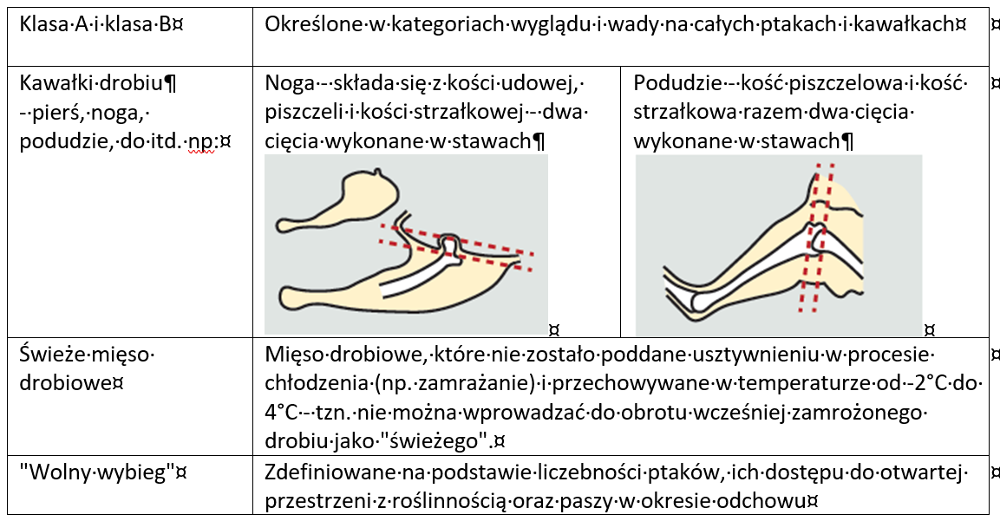 Klasa A i klasa B¤
Określone w kategoriach wyglądu i wady na całych ptakach i kawałkach¤
¤
Kawałki drobiu¶
- pierś, noga,
podudzie, do itd. np:¤
Noga - składa się z kości udowej,
piszczeli i kości strzałkowej - dwa
cięcia wykonane w stawach¶
¤
Podudzie - kość piszczelowa i kość
strzałkowa razem dwa cięcia
wykonane w stawach¶
¤
¤
Świeże mięso
drobiowe¤
Mięso drobiowe, które nie zostało poddane usztywnieniu w procesie
chłodzenia (np. zamrażanie) i przechowywane w temperaturze od -2°C do
4°C - tzn. nie można wprowadzać do obrotu wcześniej zamrożonego
drobiu jako "świeżego".¤
¤
"Wolny wybieg"¤
Zdefiniowane na podstawie liczebności ptaków, ich dostępu do otwartej
przestrzeni z roślinnością oraz paszy w okresie odchowu¤
¤